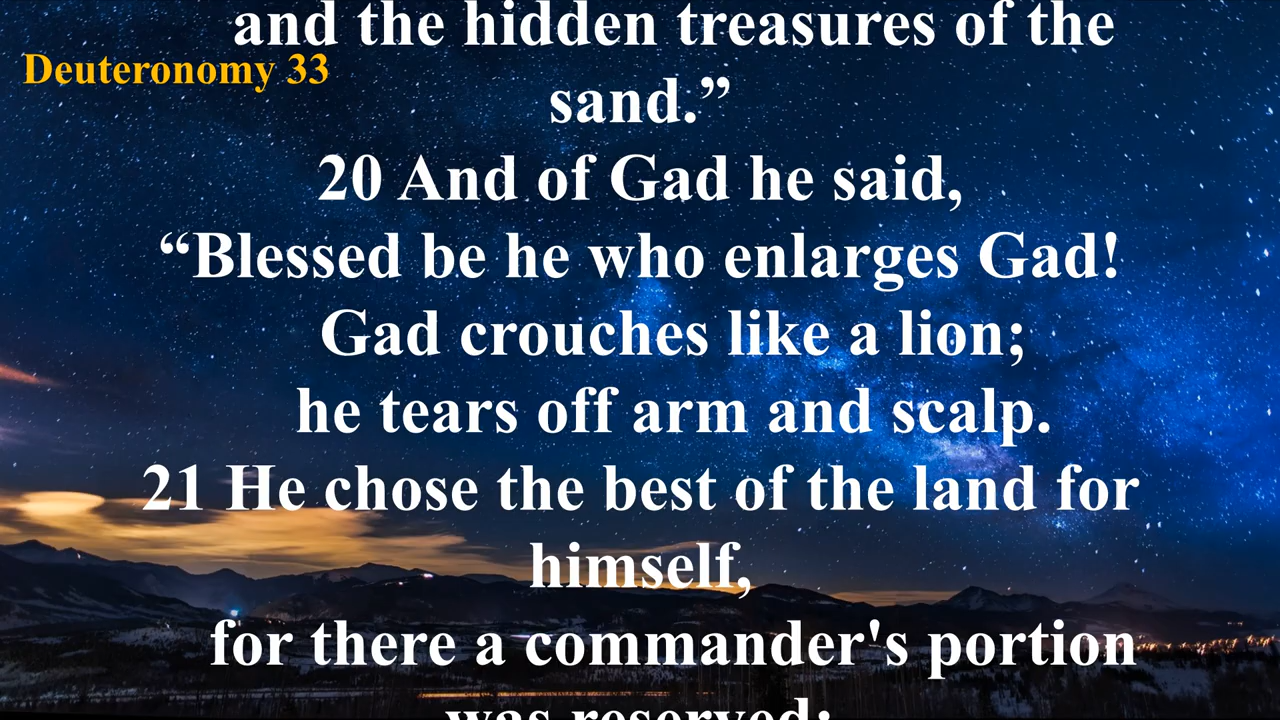 and the hidden treasures of the
Deuteronomy 33
sand.”
20 And of Gad he said,
“Blessed be he who enlarges Gad!
Gad crouches like a lion;
he tears off arm and scalp.
21 He chose the best of the land for
himself,
for there a commander's portion
was reserved;